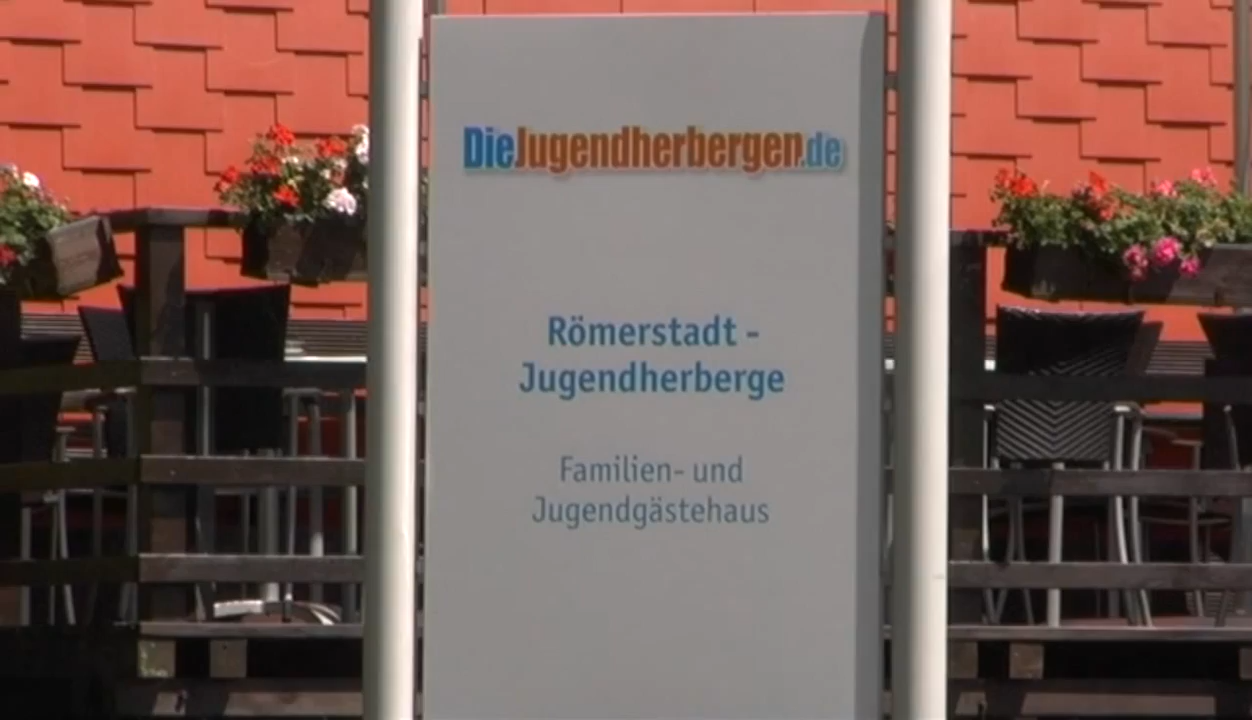 DieJugendherbergen.de
Römerstadt -
Jugendherberge
Familien- und
Jugendgästehaus